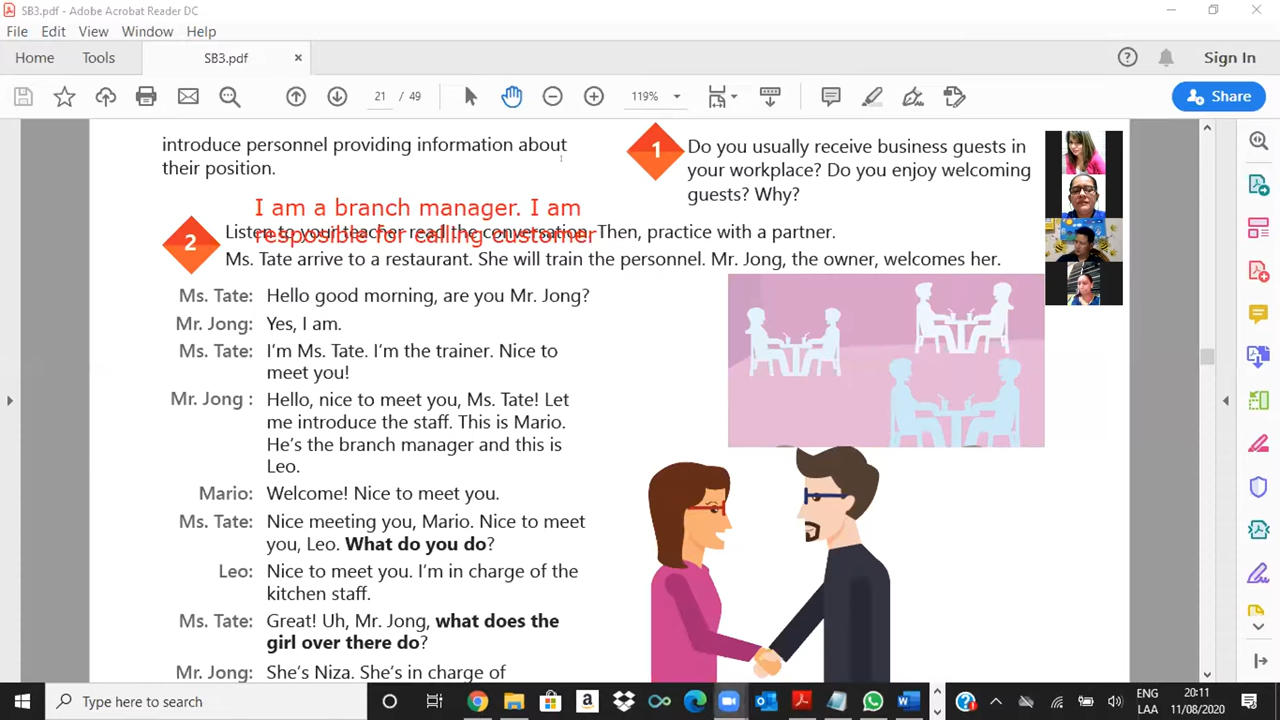 SB3.pdf - Adobe Acrobat Reader DC
File Edit View Window Help
Home Tools SB3.pdf × Sign In
21 / 49 119% Share
introduce personnel providing information about
their position.
1
Do you usually receive business guests in
your workplace? Do you enjoy welcoming
guests? Why?
I am a branch manager. I am
resposible for calling customer
2
Listen to your teacher read the conversation. Then, practice with a partner.
Ms. Tate arrive to a restaurant. She will train the personnel. Mr. Jong, the owner, welcomes her.
Ms. Tate: Hello good morning, are you Mr. Jong?
Mr. Jong: Yes, I am.
Ms. Tate: I'm Ms. Tate. I'm the trainer. Nice to
meet you!
Mr. Jong : Hello, nice to meet you, Ms. Tate! Let
me introduce the staff. This is Mario.
He's the branch manager and this is
Leo.
Mario: Welcome! Nice to meet you.
Ms. Tate: Nice meeting you, Mario. Nice to meet
you, Leo. What do you do?
Leo: Nice to meet you. I'm in charge of the
kitchen staff.
Ms. Tate: Great! Uh, Mr. Jong, what does the
girl over there do?
Mr. Jong: She's Niza. She's in charge of
Type here to search
ENG 20:11
LAA 11/08/2020